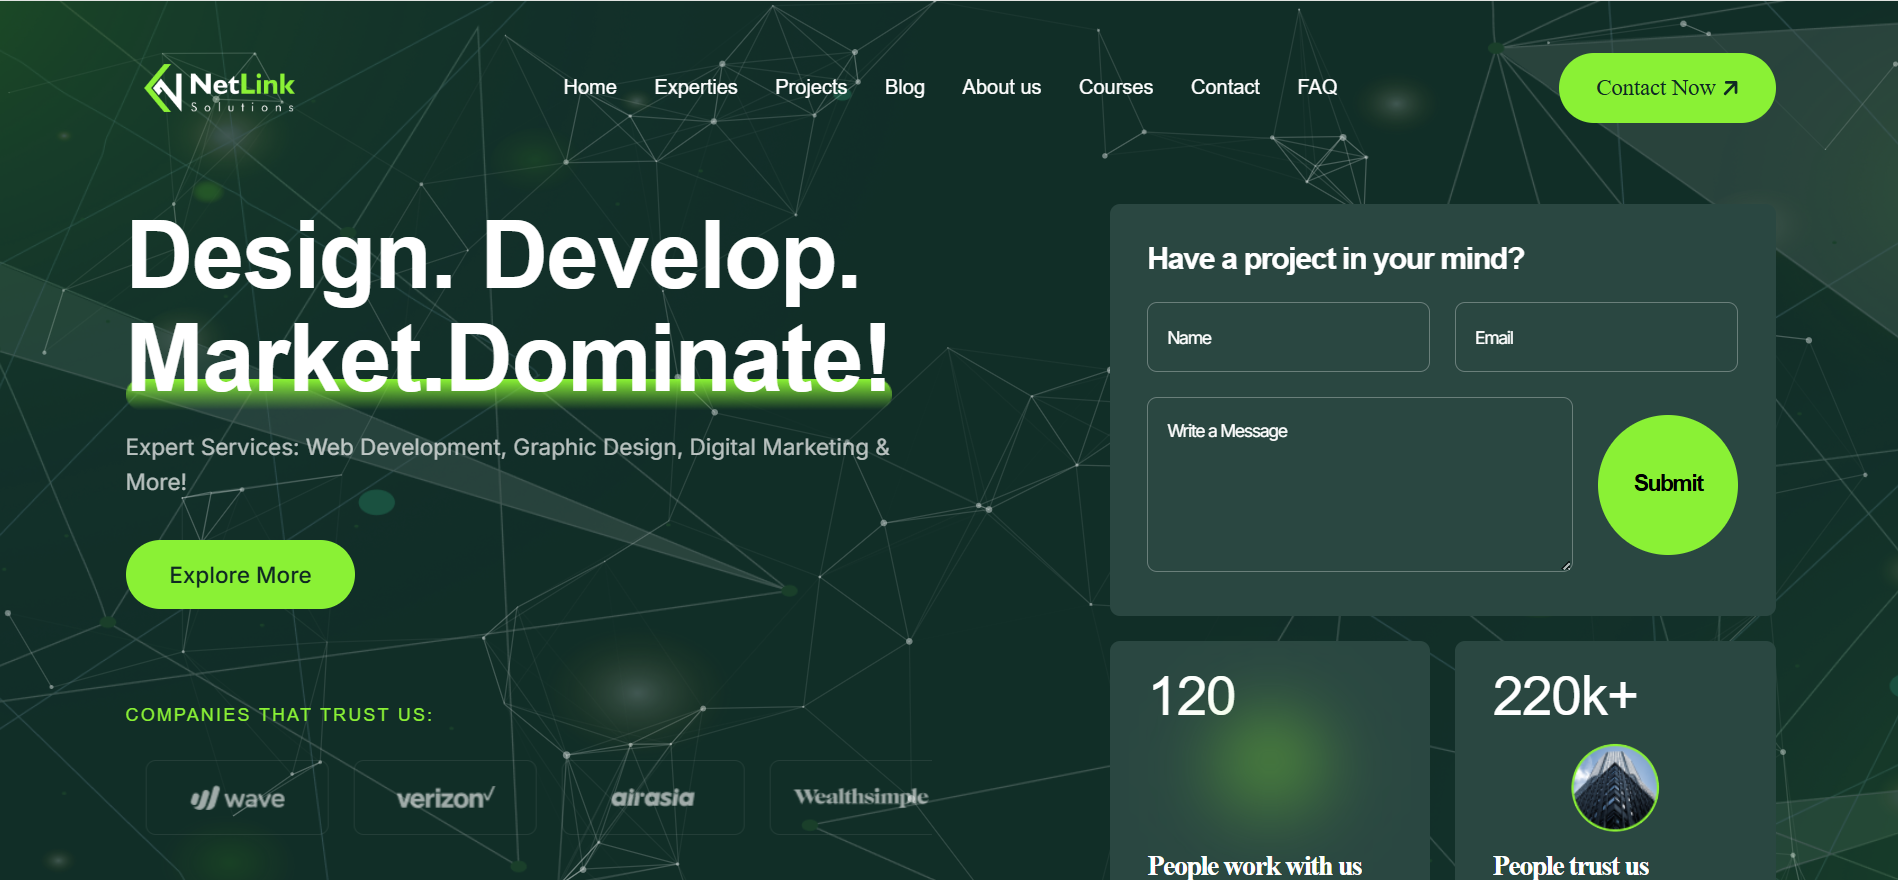 NetLink
Solutions
Home Experties Projects Blog About us Courses Contact FAQ
Contact Now
Design. Develop.
Market.Dominate!
Expert Services: Web Development, Graphic Design, Digital Marketing &
More!
Explore More
COMPANIES THAT TRUST US:
wave
verizon
airasia
Wealthsimple
Have a project in your mind?
Name
Email
Write a Message
Submit
120
People work with us
220k+
People trust us